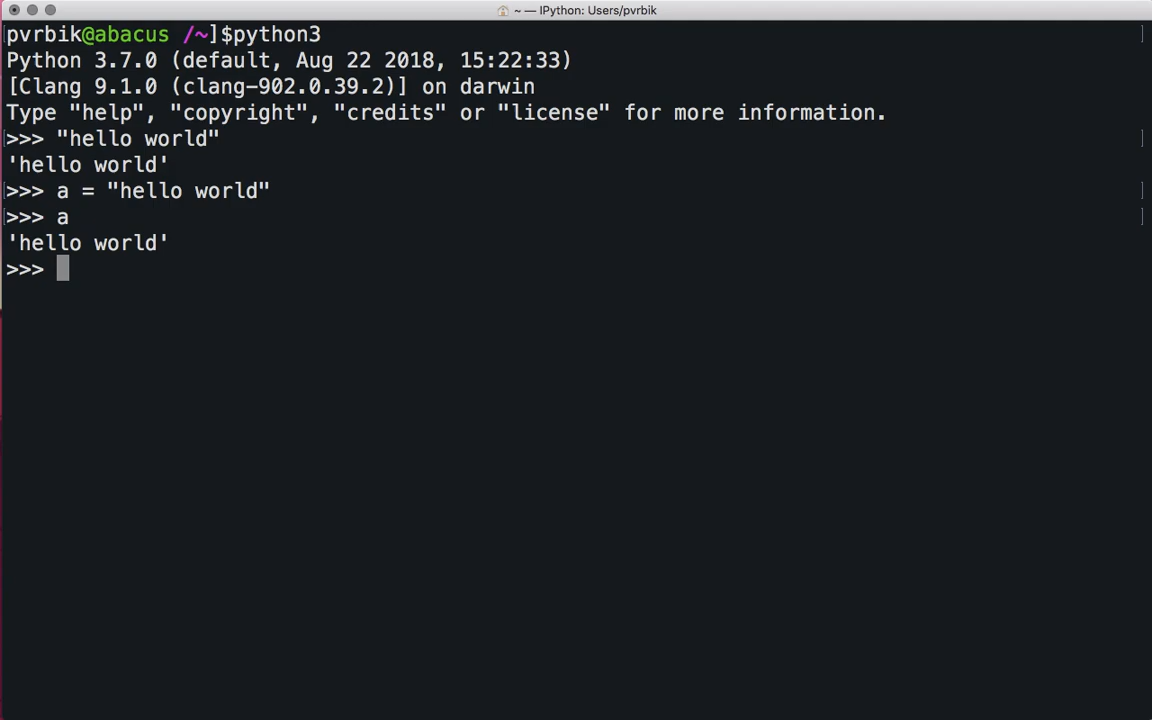 ~ — IPython: Users/pvrbik
[pvrbik@abacus /~]$python3 ]
Python 3.7.0 (default, Aug 22 2018, 15:22:33)
[Clang 9.1.0 (clang-902.0.39.2)] on darwin
Type "help", "copyright", "credits" or "license" for more information.
[>>> "hello world" ]
'hello world'
[>>> a = "hello world" ]
[>>> a ]
'hello world'
>>>